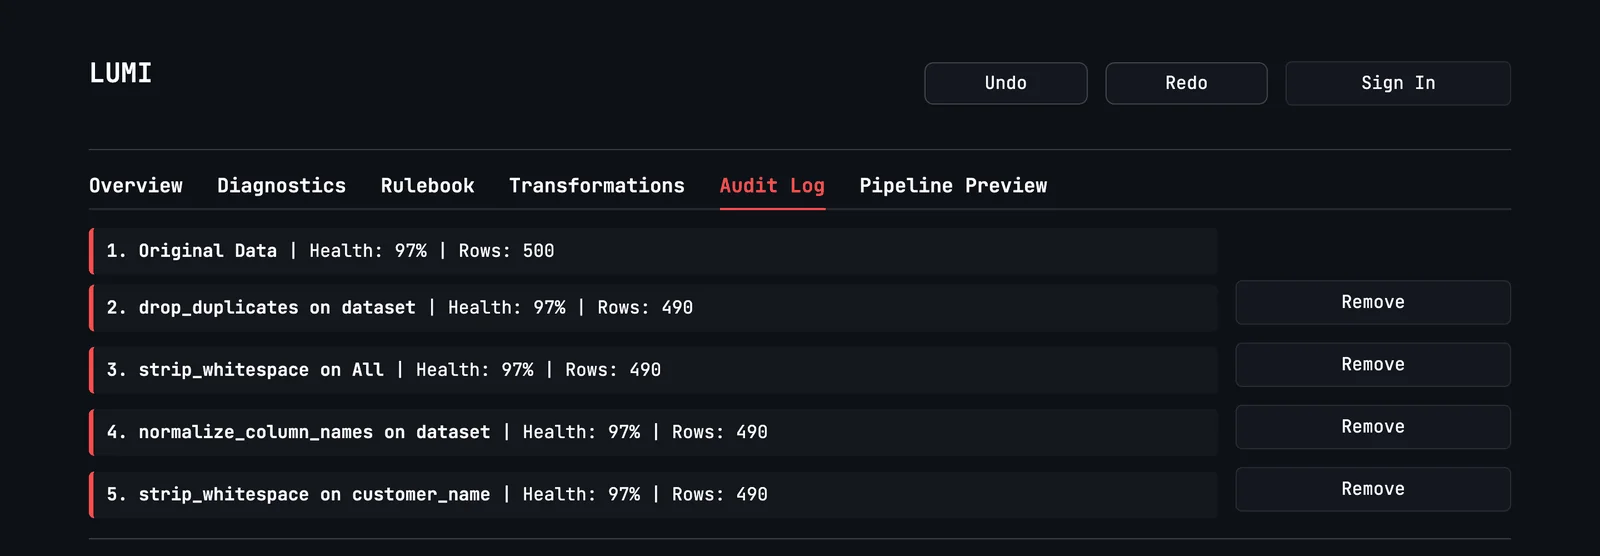 LUMI
Undo
Redo
Sign In
Overview
Diagnostics
Rulebook
Transformations
Audit Log
Pipeline Preview
1. Original Data | Health: 97% | Rows: 500
2. drop_duplicates on dataset | Health: 97% | Rows: 490
Remove
3. strip_whitespace on All | Health: 97% | Rows: 490
Remove
4. normalize_column_names on dataset | Health: 97% | Rows: 490
Remove
5. strip_whitespace on customer_name | Health: 97% | Rows: 490
Remove